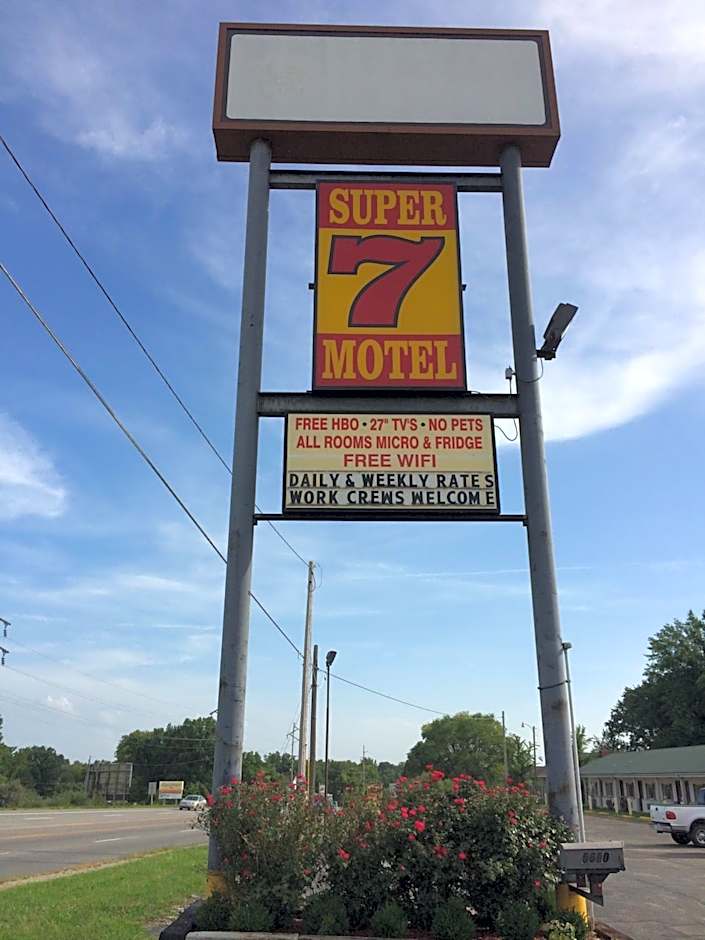 SUPER
7
MOTEL
FREE HBO • 27" TV'S • NO PETS
ALL ROOMS MICRO & FRIDGE
FREE WIFI
DAILY & WEEKLY RATES
WORK CREWS WELCOME